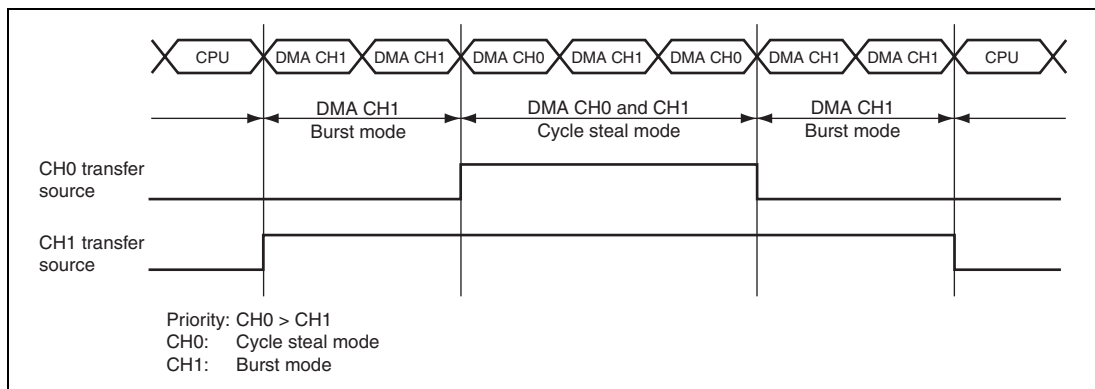 CPU DMA CH1 DMA CH1 DMA CH0 DMA CH1 DMA CH0 DMA CH1 DMA CH1 CPU
DMA CH1 DMA CH0 and CH1 DMA CH1
Burst mode Cycle steal mode Burst mode
CH0 transfer
source
CH1 transfer
source
Priority: CH0 > CH1
CH0: Cycle steal mode
CH1: Burst mode